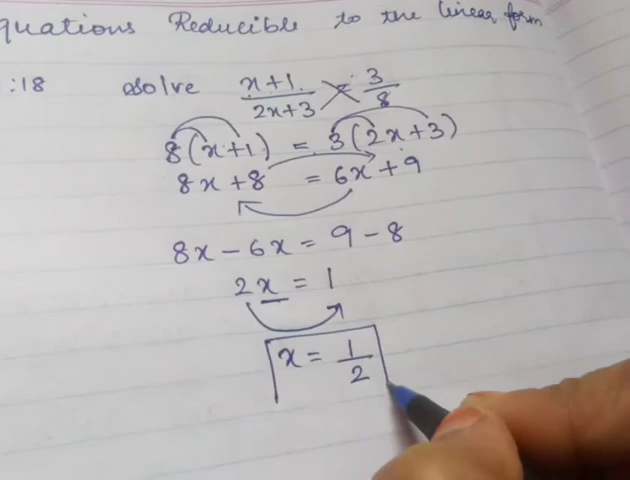 quations Reducible to the linear form
:18 Solve x+1/2x+3 = 3/8
8(x+1) = 3(2x+3)
8x+8 = 6x+9
8x-6x = 9-8
2x = 1
x = 1/2